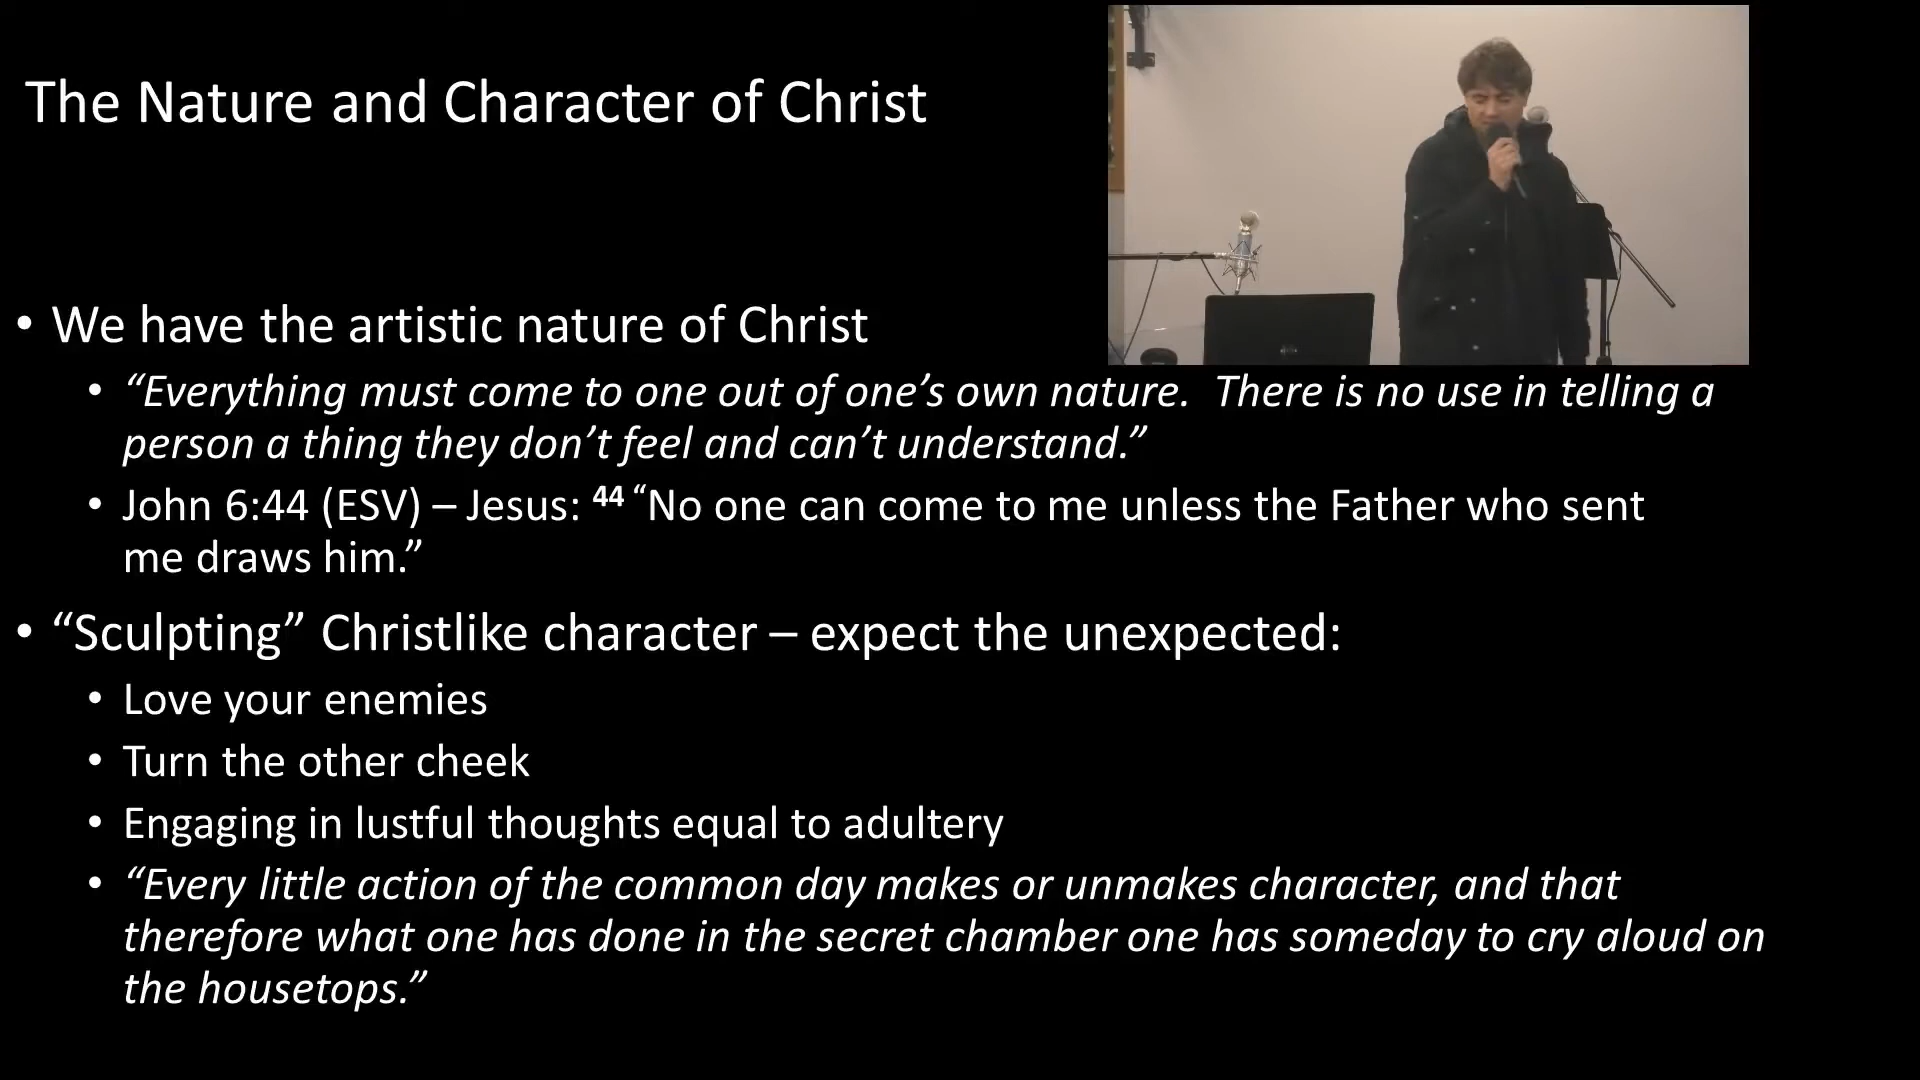 The Nature and Character of Christ
• We have the artistic nature of Christ
• “Everything must come to one out of one’s own nature.  There is no use in telling a
person a thing they don’t feel and can’t understand.”
• John 6:44 (ESV) – Jesus: 44 “No one can come to me unless the Father who sent
me draws him.”
• “Sculpting” Christlike character – expect the unexpected:
• Love your enemies
• Turn the other cheek
• Engaging in lustful thoughts equal to adultery
• “Every little action of the common day makes or unmakes character, and that
therefore what one has done in the secret chamber one has someday to cry aloud on
the housetops.”